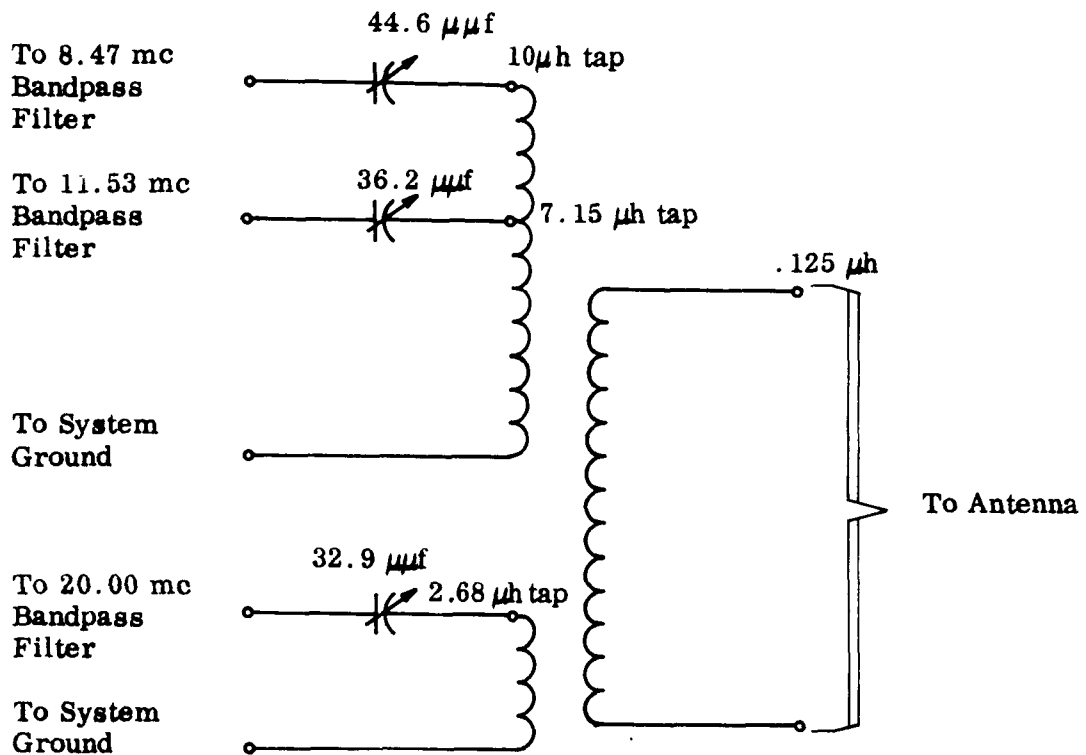 44.6 μμf
To 8.47 mc
Bandpass
Filter
10μh tap
To 11.53 mc
Bandpass
Filter
36.2 μμf
7.15 μh tap
.125 μh
To System
Ground
To Antenna
To 20.00 mc
Bandpass
Filter
32.9 μμf
2.68 μh tap
To System
Ground